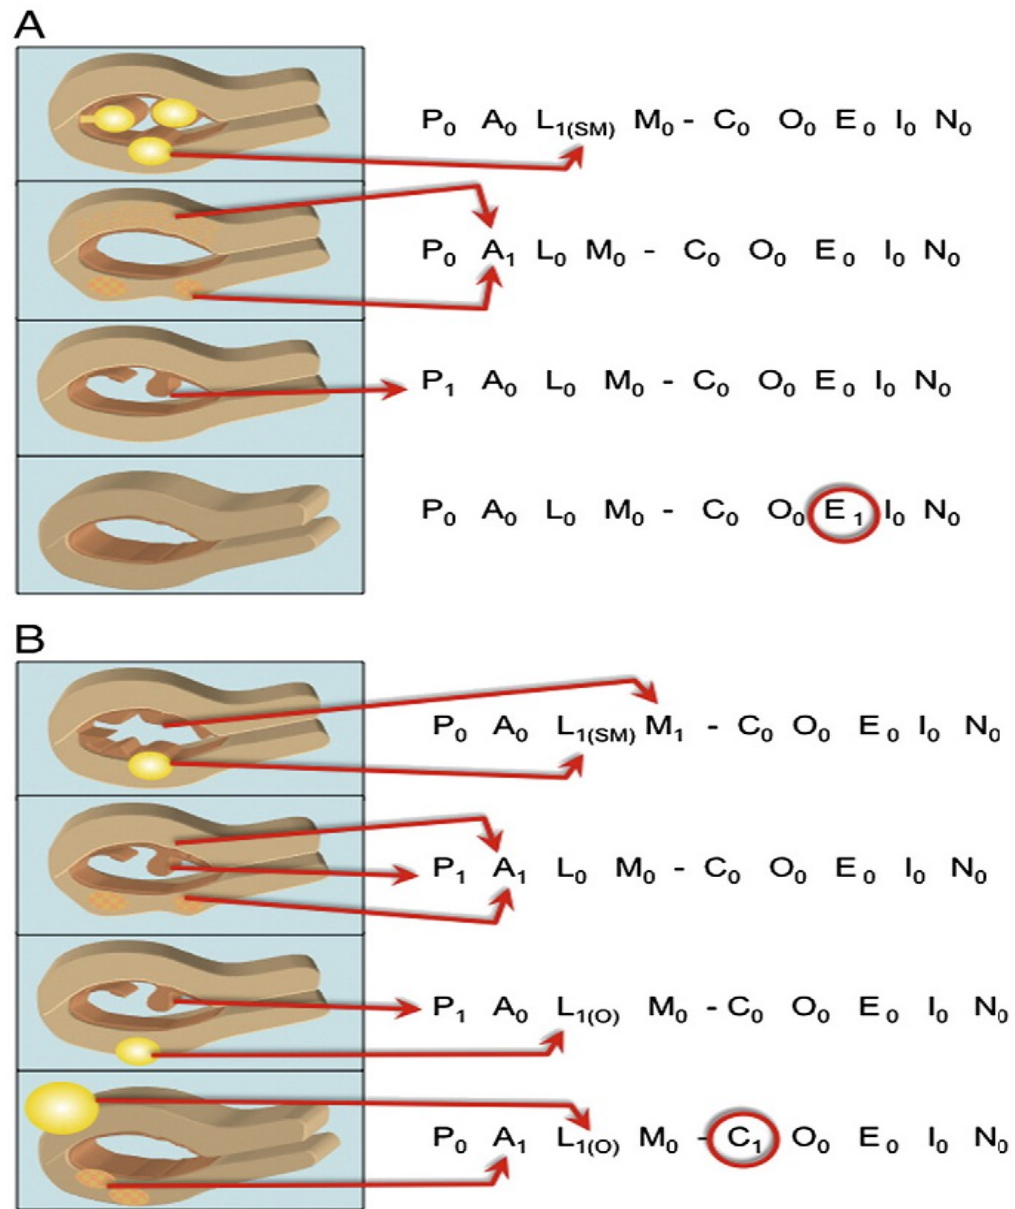 A
P₀ A₀ L₁₍SM₎ M₀ - C₀ O₀ E₀ I₀ N₀
P₀ A₁ L₀ M₀ - C₀ O₀ E₀ I₀ N₀
P₁ A₀ L₀ M₀ - C₀ O₀ E₀ I₀ N₀
P₀ A₀ L₀ M₀ - C₀ O₀ E₁ I₀ N₀
B
P₀ A₀ L₁₍SM₎ M₁ - C₀ O₀ E₀ I₀ N₀
P₁ A₁ L₀ M₀ - C₀ O₀ E₀ I₀ N₀
P₁ A₀ L₁₍O₎ M₀ - C₀ O₀ E₀ I₀ N₀
P₀ A₁ L₁₍O₎ M₀ - C₁ O₀ E₀ I₀ N₀